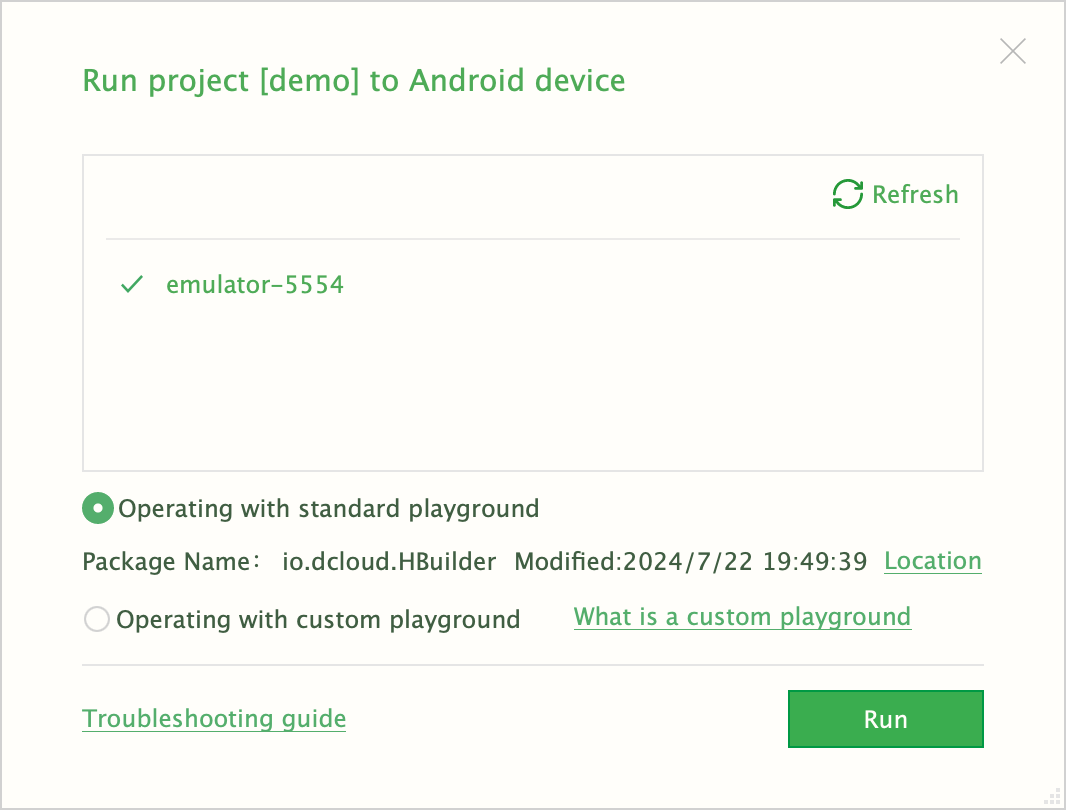 Run project [demo] to Android device
Refresh
emulator-5554
Operating with standard playground
Package Name： io.dcloud.HBuilder Modified:2024/7/22 19:49:39 Location
Operating with custom playground What is a custom playground
Troubleshooting guide Run